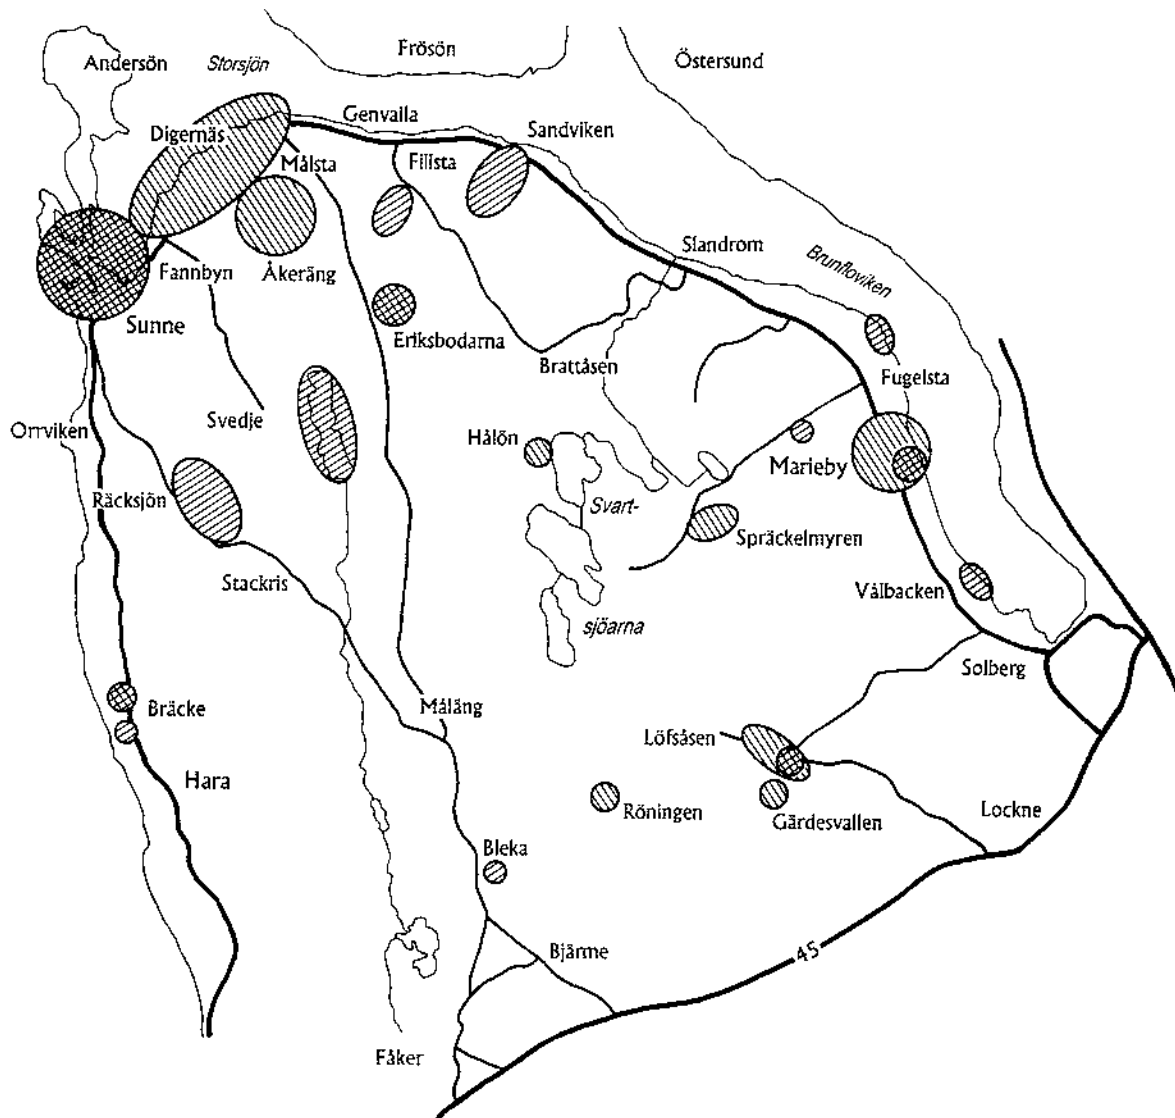 Frösön
Andersön
Storsjön
Östersund
Genvalla
Digernäs
Sandviken
Målsta
Fillsta
Slandrom
Brunfloviken
Fannbyn
Åkeräng
Sunne
Eriksbodarna
Brattåsen
Fugelsta
Svedje
Orrviken
Hålön
Marieby
Räcksjön
Svart-
Spräckelmyren
Stackris
Vålbacken
sjöarna
Solberg
Måläng
Bräcke
Löfsåsen
Hara
Röningen
Gärdesvallen
Lockne
Bleka
Bjärme
45
Fåker